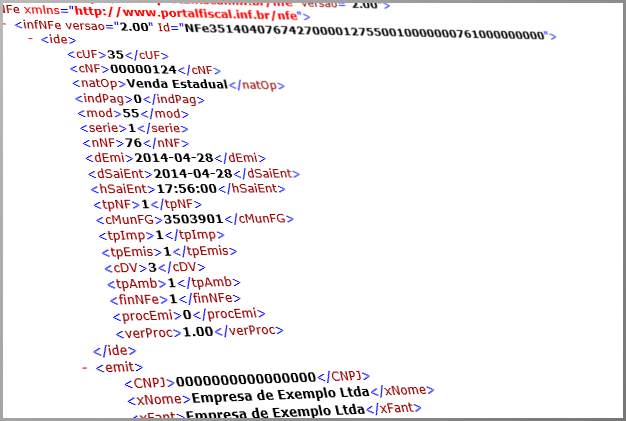 NFe xmlns="http://www.portalfiscal.inf.br/nfe">
- <infNFe versao="2.00" Id="NFe35140407674270000127550010000000761000000000">
- <ide>
<cUF>35</cUF>
<cNF>00000124</cNF>
<natOp>Venda Estadual</natOp>
<indPag>0</indPag>
<mod>55</mod>
<serie>1</serie>
<nNF>76</nNF>
<dEmi>2014-04-28</dEmi>
<dSaiEnt>2014-04-28</dSaiEnt>
<hSaiEnt>17:56:00</hSaiEnt>
<tpNF>1</tpNF>
<cMunFG>3503901</cMunFG>
<tpImp>1</tpImp>
<tpEmis>1</tpEmis>
<cDV>3</cDV>
<tpAmb>1</tpAmb>
<finNFe>1</finNFe>
<procEmi>0</procEmi>
<verProc>1.00</verProc>
</ide>
- <emit>
<CNPJ>0000000000000000</CNPJ>
<xNome>Empresa de Exemplo Ltda</xNome>
<xFant>Empresa de Exemplo Ltda</xFant>